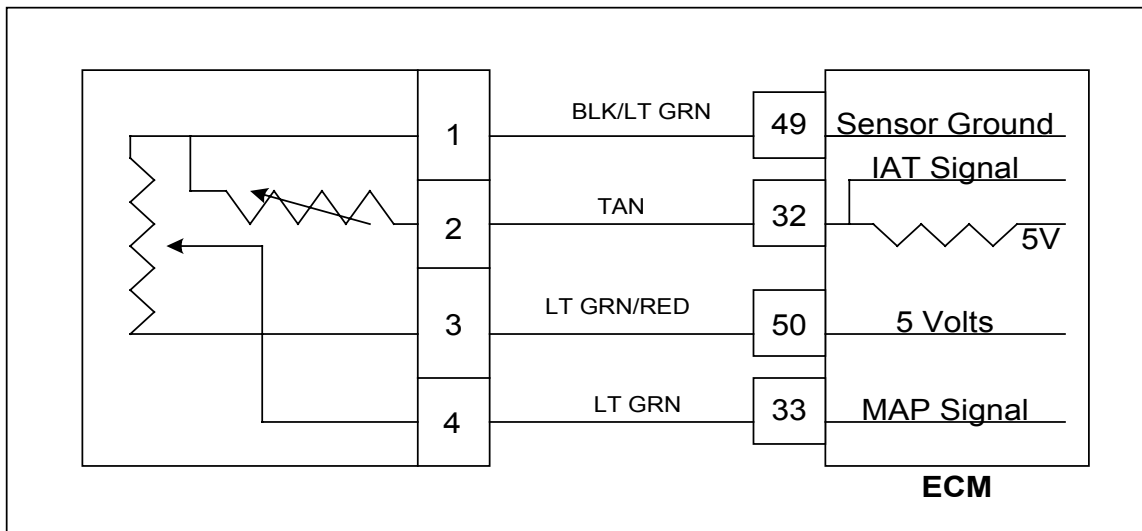 1
BLK/LT GRN
49
Sensor Ground
IAT Signal
2
TAN
32
5V
3
LT GRN/RED
50
5 Volts
4
LT GRN
33
MAP Signal
ECM